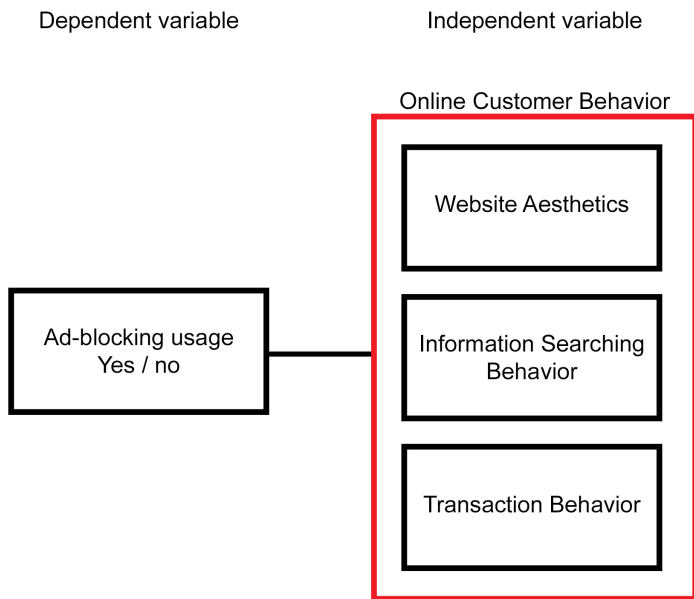 Dependent variable
Independent variable
Online Customer Behavior
Website Aesthetics
Ad-blocking usage
Yes / no
Information Searching
Behavior
Transaction Behavior